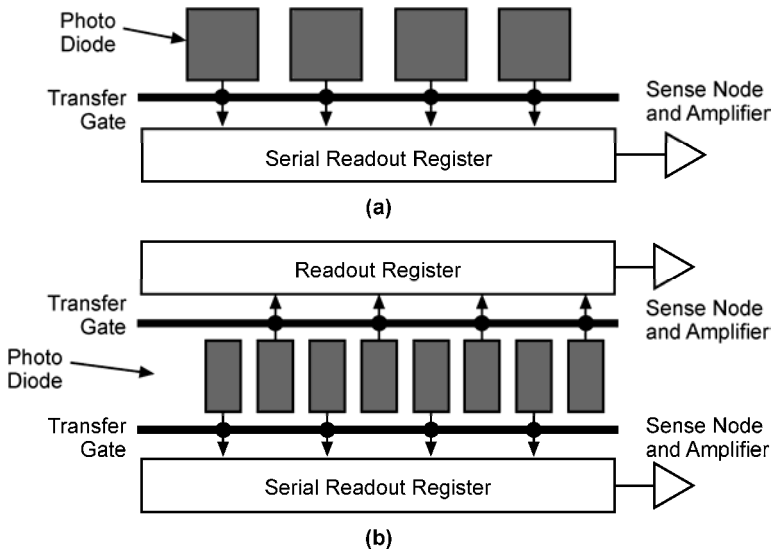 Photo
Diode
Transfer
Gate
Sense Node
and Amplifier
Serial Readout Register
(a)
Readout Register
Transfer
Gate
Sense Node
and Amplifier
Photo
Diode
Transfer
Gate
Sense Node
and Amplifier
Serial Readout Register
(b)